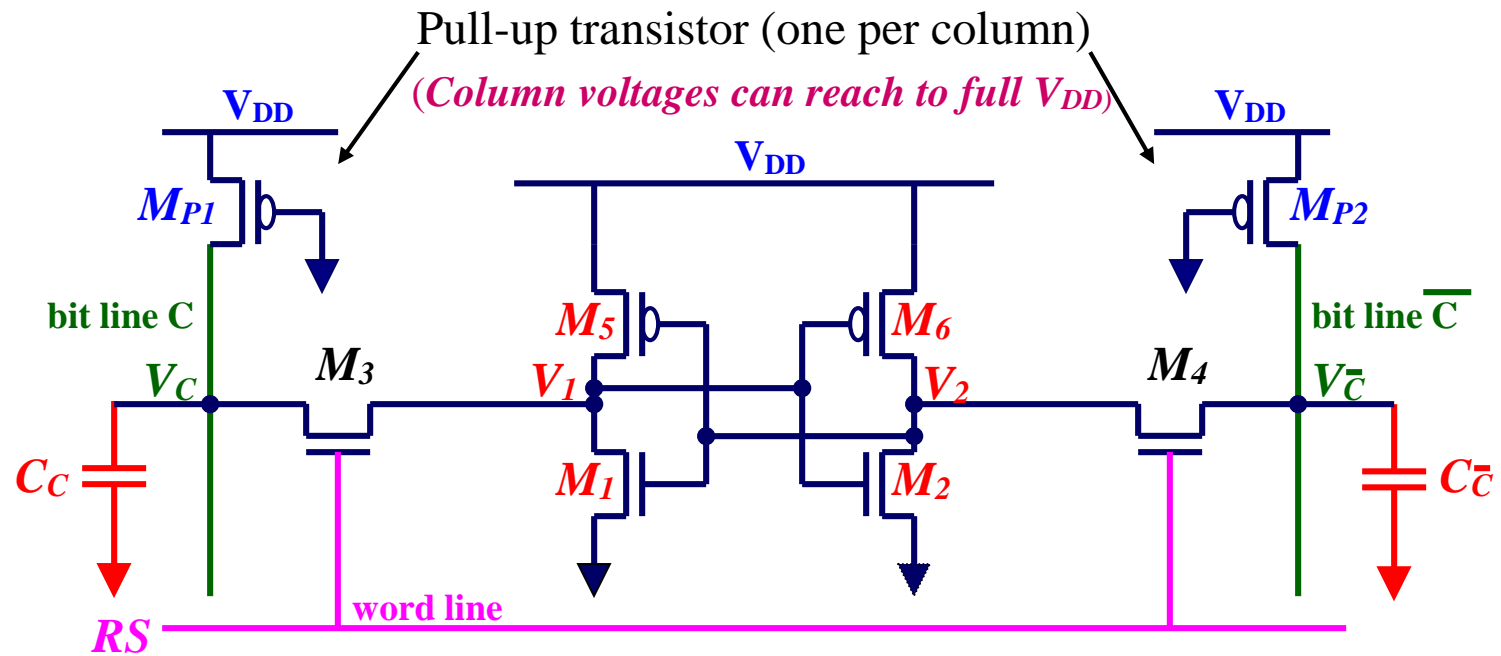 Pull-up transistor (one per column)
(Column voltages can reach to full VDD)
VDD
VDD
VDD
MP1
MP2
bit line C
M5
M6
bit line C̅
M3
M4
VC
V1
V2
VC̅
CC
M1
M2
CC̅
word line
RS